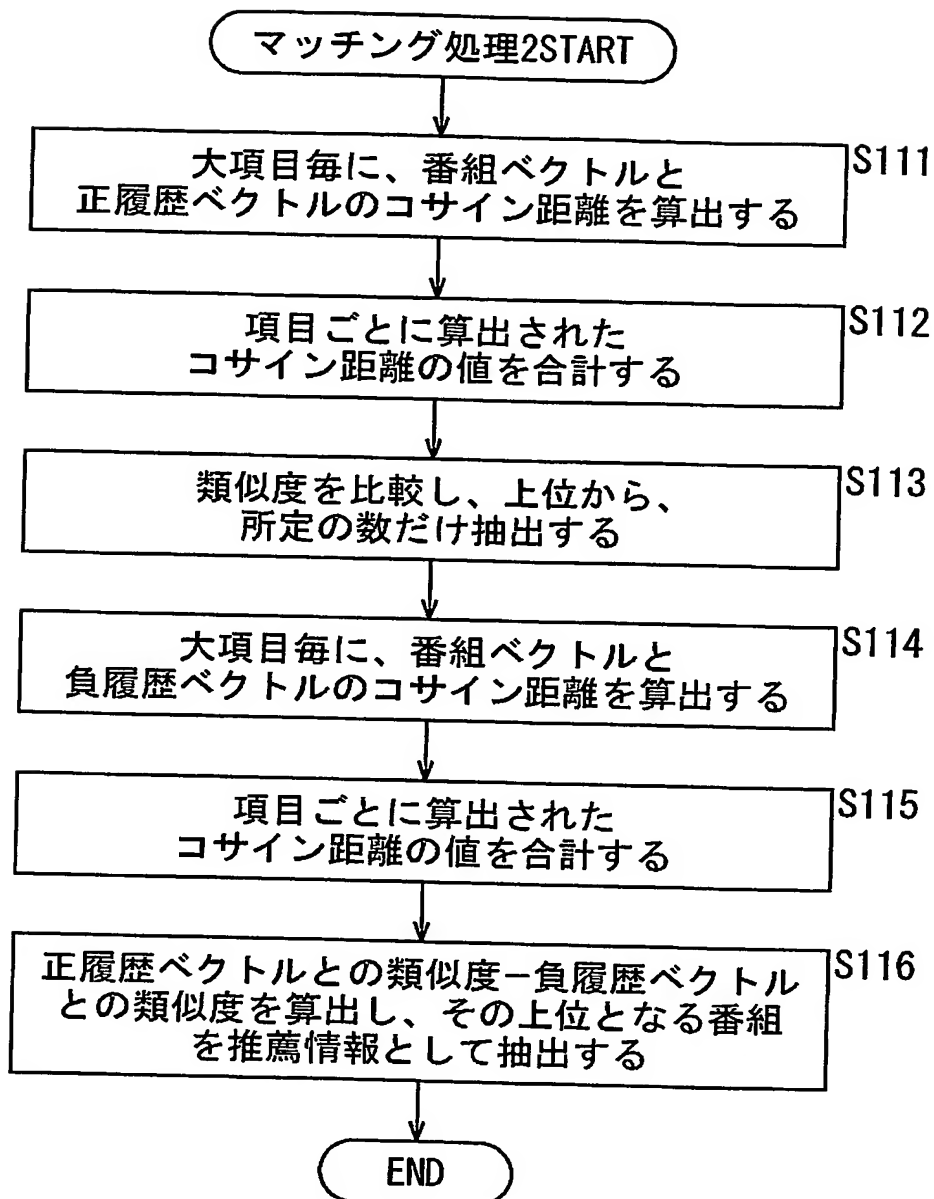 マッチング処理2START
大項目毎に、番組ベクトルと
正履歴ベクトルのコサイン距離を算出する
S111
項目ごとに算出された
コサイン距離の値を合計する
S112
類似度を比較し、上位から、
所定の数だけ抽出する
S113
大項目毎に、番組ベクトルと
負履歴ベクトルのコサイン距離を算出する
S114
項目ごとに算出された
コサイン距離の値を合計する
S115
正履歴ベクトルとの類似度−負履歴ベクトル
との類似度を算出し、その上位となる番組
を推薦情報として抽出する
S116
END